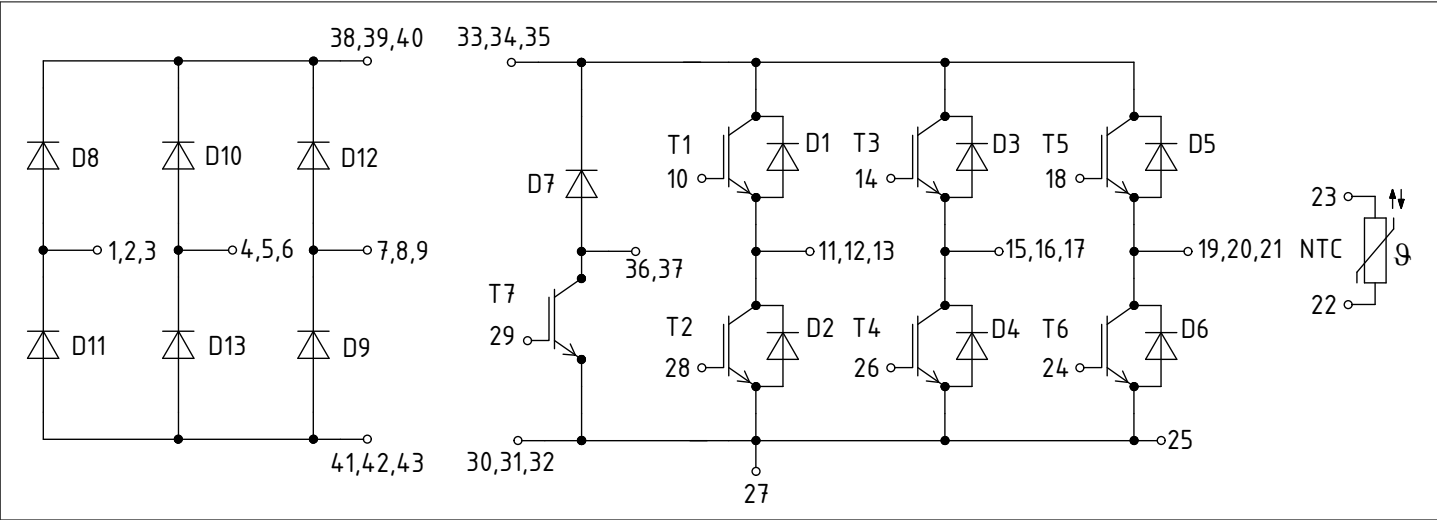 38,39,40 33,34,35
D8 D10 D12 D7 T1 D1 T3 D3 T5 D5
10 14 18 23
1,2,3 4,5,6 7,8,9 36,37 11,12,13 15,16,17 19,20,21 NTC ϑ
T7 22
D11 D13 D9 29 T2 D2 T4 D4 T6 D6
28 26 24
41,42,43 30,31,32 25
27